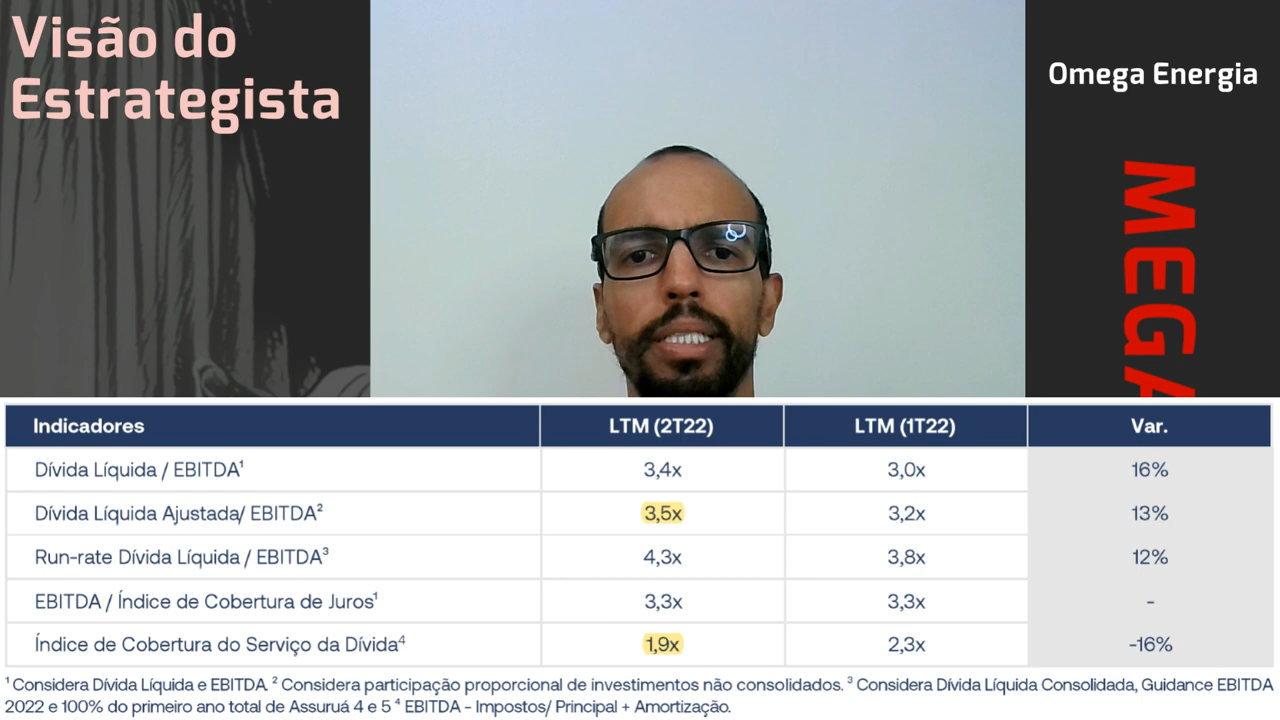 Visão do
Estrategista
Omega Energia
MEGA
Indicadores LTM (2T22) LTM (1T22) Var.
Dívida Líquida / EBITDA¹ 3,4x 3,0x 16%
Dívida Líquida Ajustada/ EBITDA² 3,5x 3,2x 13%
Run-rate Dívida Líquida / EBITDA³ 4,3x 3,8x 12%
EBITDA / Índice de Cobertura de Juros¹ 3,3x 3,3x -
Índice de Cobertura do Serviço da Dívida⁴ 1,9x 2,3x -16%
¹ Considera Dívida Líquida e EBITDA. ² Considera participação proporcional de investimentos não consolidados. ³ Considera Dívida Líquida Consolidada, Guidance EBITDA
2022 e 100% do primeiro ano total de Assuruá 4 e 5 ⁴ EBITDA - Impostos/ Principal + Amortização.